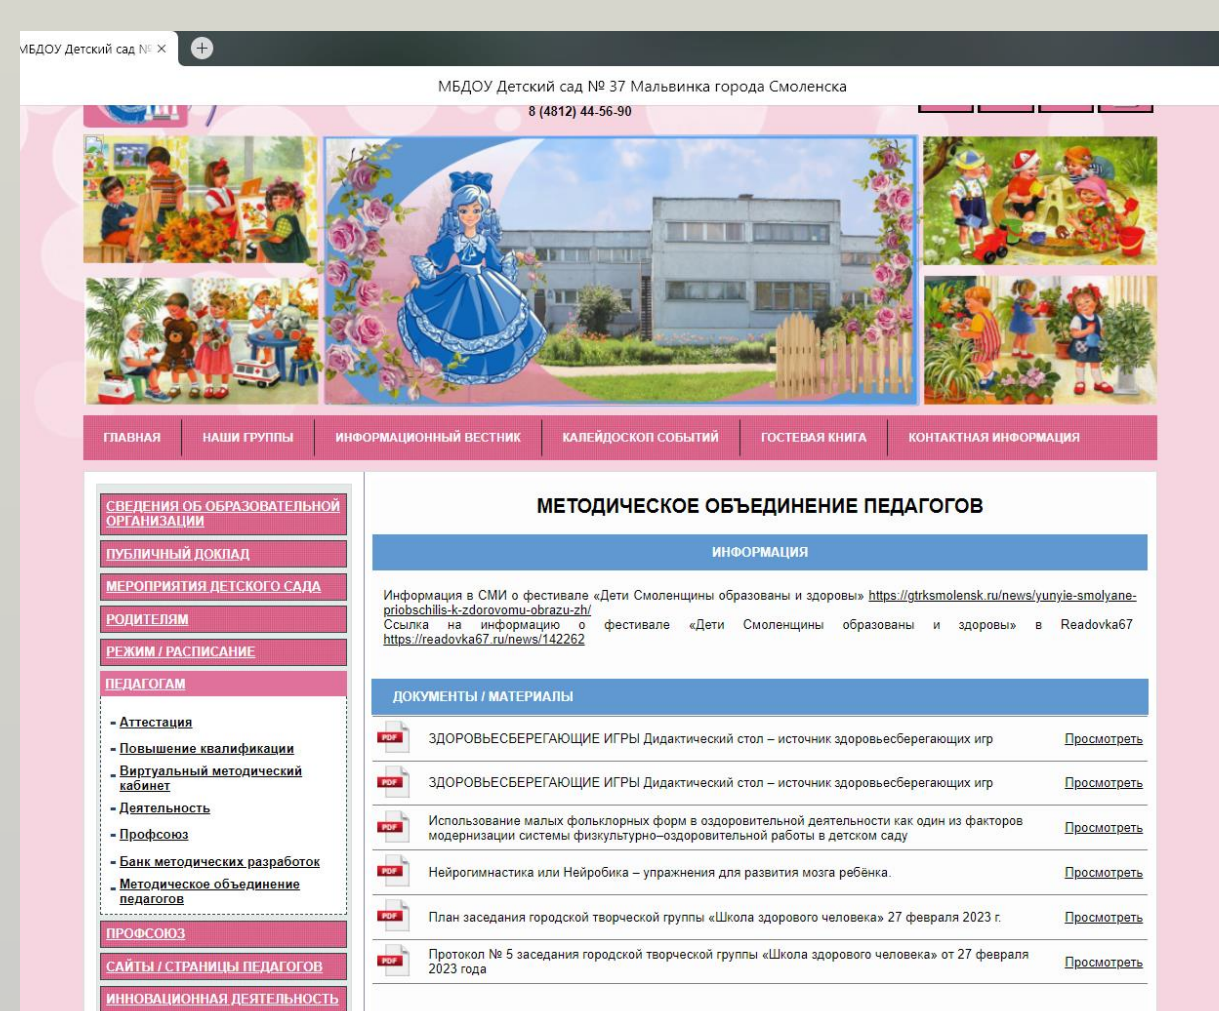 МБДОУ Детский сад №
МБДОУ Детский сад № 37 Мальвинка города Смоленска
8 (4812) 44-56-90
ГЛАВНАЯ НАШИ ГРУППЫ ИНФОРМАЦИОННЫЙ ВЕСТНИК КАЛЕЙДОСКОП СОБЫТИЙ ГОСТЕВАЯ КНИГА КОНТАКТНАЯ ИНФОРМАЦИЯ
СВЕДЕНИЯ ОБ ОБРАЗОВАТЕЛЬНОЙ
ОРГАНИЗАЦИИ
ПУБЛИЧНЫЙ ДОКЛАД
МЕРОПРИЯТИЯ ДЕТСКОГО САДА
РОДИТЕЛЯМ
РЕЖИМ / РАСПИСАНИЕ
ПЕДАГОГАМ
- Аттестация
- Повышение квалификации
- Виртуальный методический
кабинет
- Деятельность
- Профсоюз
- Банк методических разработок
- Методическое объединение
педагогов
ПРОФСОЮЗ
САЙТЫ / СТРАНИЦЫ ПЕДАГОГОВ
ИННОВАЦИОННАЯ ДЕЯТЕЛЬНОСТЬ
МЕТОДИЧЕСКОЕ ОБЪЕДИНЕНИЕ ПЕДАГОГОВ
ИНФОРМАЦИЯ
Информация в СМИ о фестивале «Дети Смоленщины образованы и здоровы» https://gtrksmolensk.ru/news/yunyie-smolyane-
priobschilis-k-zdorovomu-obrazu-zh/
Ссылка на информацию о фестивале «Дети Смоленщины образованы и здоровы» в Readovka67
https://readovka67.ru/news/142262
ДОКУМЕНТЫ / МАТЕРИАЛЫ
PDF ЗДОРОВЬЕСБЕРЕГАЮЩИЕ ИГРЫ Дидактический стол – источник здоровьесберегающих игр Просмотреть
PDF ЗДОРОВЬЕСБЕРЕГАЮЩИЕ ИГРЫ Дидактический стол – источник здоровьесберегающих игр Просмотреть
PDF Использование малых фольклорных форм в оздоровительной деятельности как один из факторов
модернизации системы физкультурно–оздоровительной работы в детском саду Просмотреть
PDF Нейрогимнастика или Нейробика – упражнения для развития мозга ребёнка. Просмотреть
PDF План заседания городской творческой группы «Школа здорового человека» 27 февраля 2023 г. Просмотреть
PDF Протокол № 5 заседания городской творческой группы «Школа здорового человека» от 27 февраля
2023 года Просмотреть